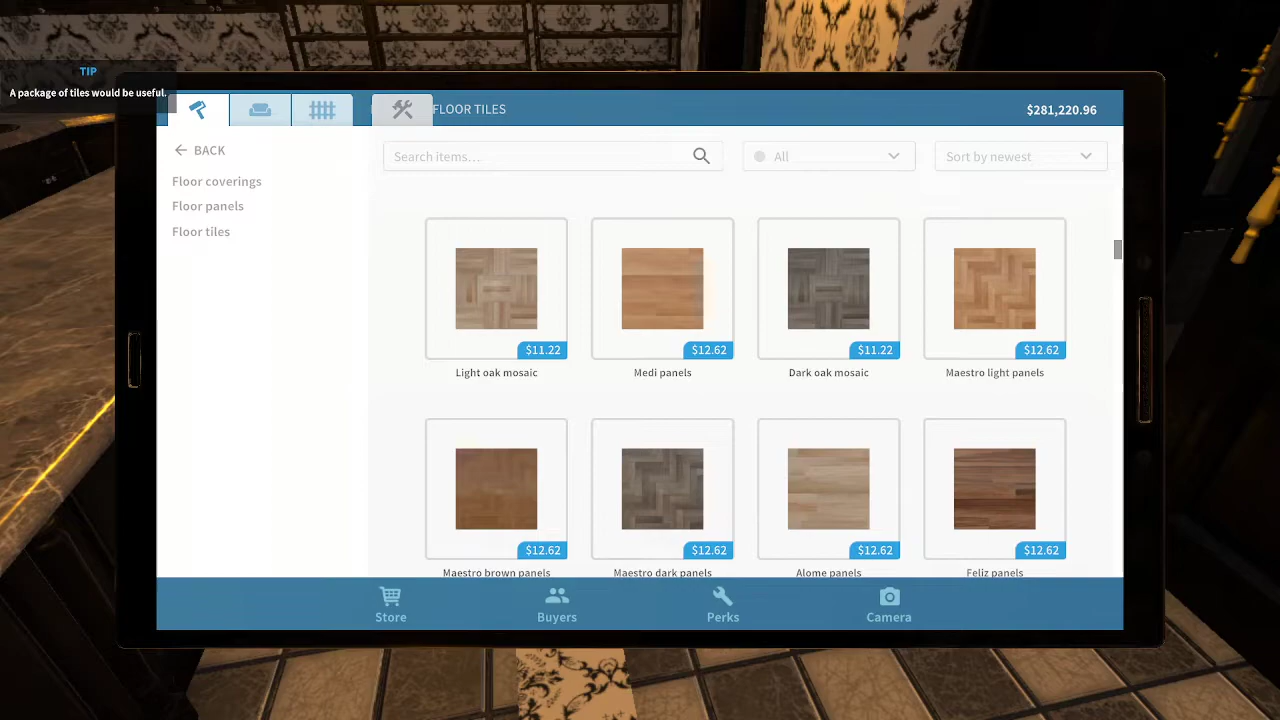 TIP
A package of tiles would be useful.
FLOOR TILES
$281,220.96
BACK
Floor coverings
Floor panels
Floor tiles
Search items...
All
Sort by newest
$11.22
$12.62
$11.22
$12.62
Light oak mosaic
Medi panels
Dark oak mosaic
Maestro light panels
$12.62
$12.62
$12.62
$12.62
Maestro brown panels
Maestro dark panels
Alome panels
Feliz panels
Store
Buyers
Perks
Camera